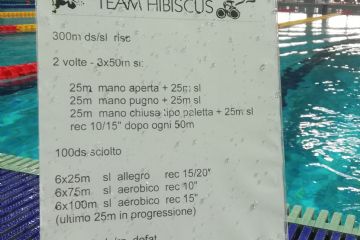 TEAM HIBISCUS
300m ds/sl risc
2 volte - 3x50m sl:
25m mano aperta + 25m sl
25m mano pugno + 25m sl
25m mano chiusa tipo paletta + 25m sl
rec 10/15" dopo ogni 50m
100ds sciolto
6x25m sl allegro rec 15/20"
6x75m sl aerobico rec 10"
6x100m sl aerobico rec 15"
(ultimo 25m in progressione)